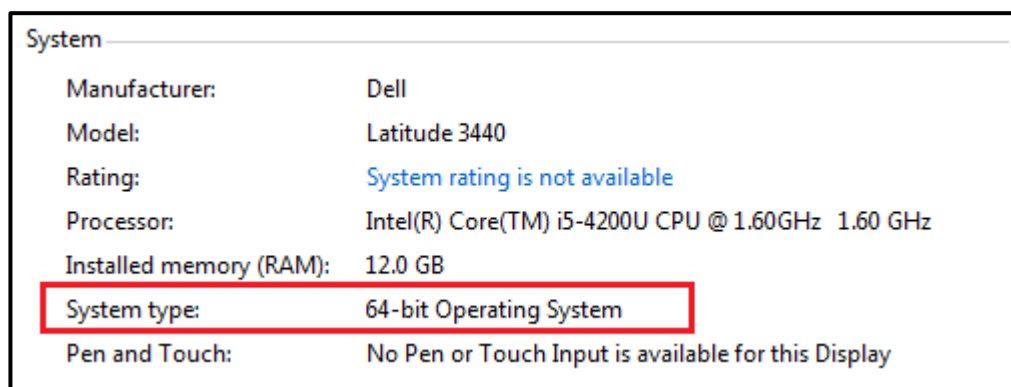 System
Manufacturer: Dell
Model: Latitude 3440
Rating: System rating is not available
Processor: Intel(R) Core(TM) i5-4200U CPU @ 1.60GHz 1.60 GHz
Installed memory (RAM): 12.0 GB
System type: 64-bit Operating System
Pen and Touch: No Pen or Touch Input is available for this Display